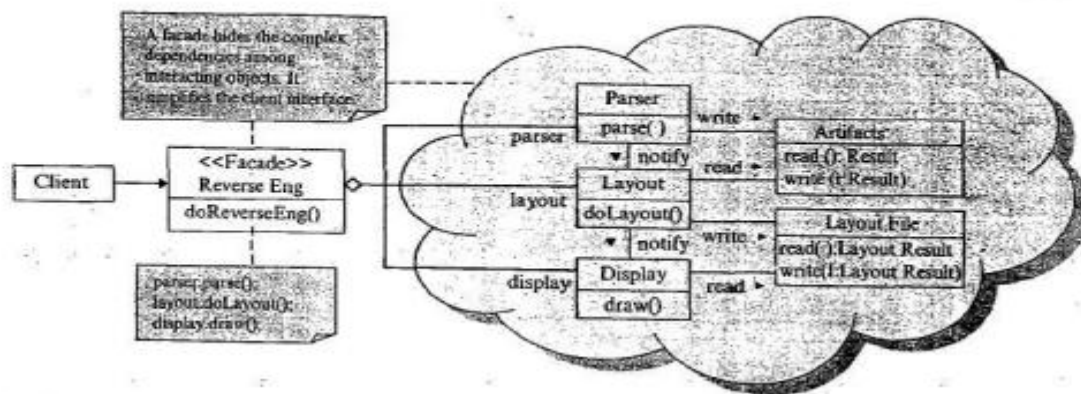 A facade hides the complex
dependencies among
interacting objects. It
simplifies the client interface.
Client
<<Facade>>
Reverse Eng
doReverseEng()
parser.parse();
layout.doLayout();
display.draw();
parser
layout
display
Parser
parse( )
notify
Layout
doLayout()
notify
Display
draw()
write
read
write
read
Artifacts
read (): Result
write (r:Result)
Layout File
read( ):Layout Result
write(l:Layout Result)